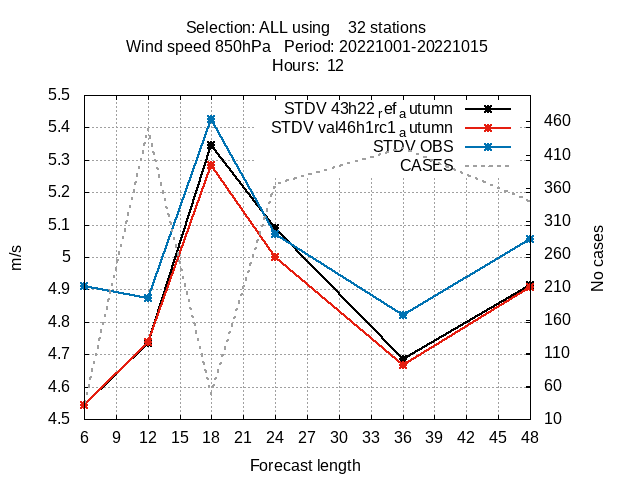 Selection: ALL using 32 stations
Wind speed 850hPa Period: 20221001-20221015
Hours: 12
STDV 43h22ref autumn
STDV val46h1rc1autumn
STDV OBS
CASES
5.5
5.4
5.3
5.2
5.1
5
4.9
4.8
4.7
4.6
4.5
m/s
460
410
360
310
260
210
160
110
60
10
No cases
6 9 12 15 18 21 24 27 30 33 36 39 42 45 48
Forecast length